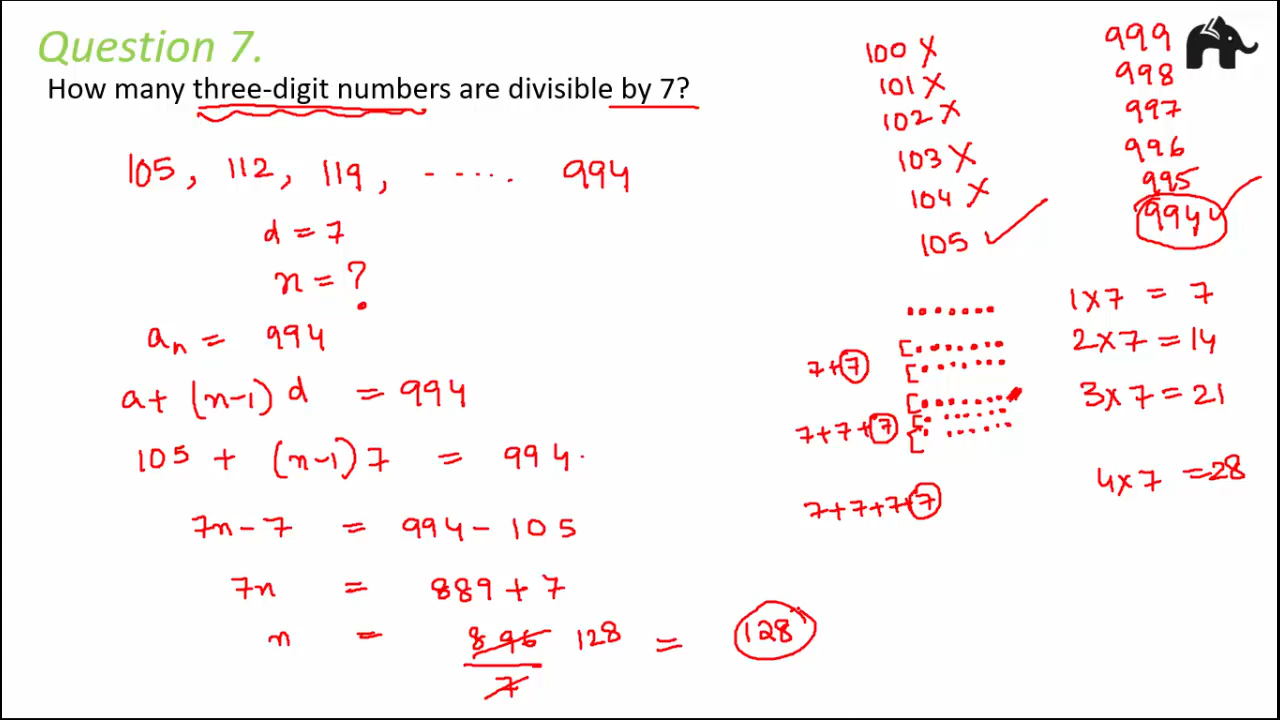 Question 7.
How many three-digit numbers are divisible by 7?
105, 112, 119, ..... 994
d = 7
n = ?
aₙ = 994
a+ (n-1) d = 994
105 + (n-1) 7 = 994
7n - 7 = 994 - 105
7n = 889 + 7
n = 896/7 128 = 128
100 X
101 X
102 X
103 X
104 X
105 ✓
999
998
997
996
995
994 ✓
1x7 = 7
7+7
2x7 = 14
7+7+7
3x7 = 21
7+7+7+7
4x7 = 28